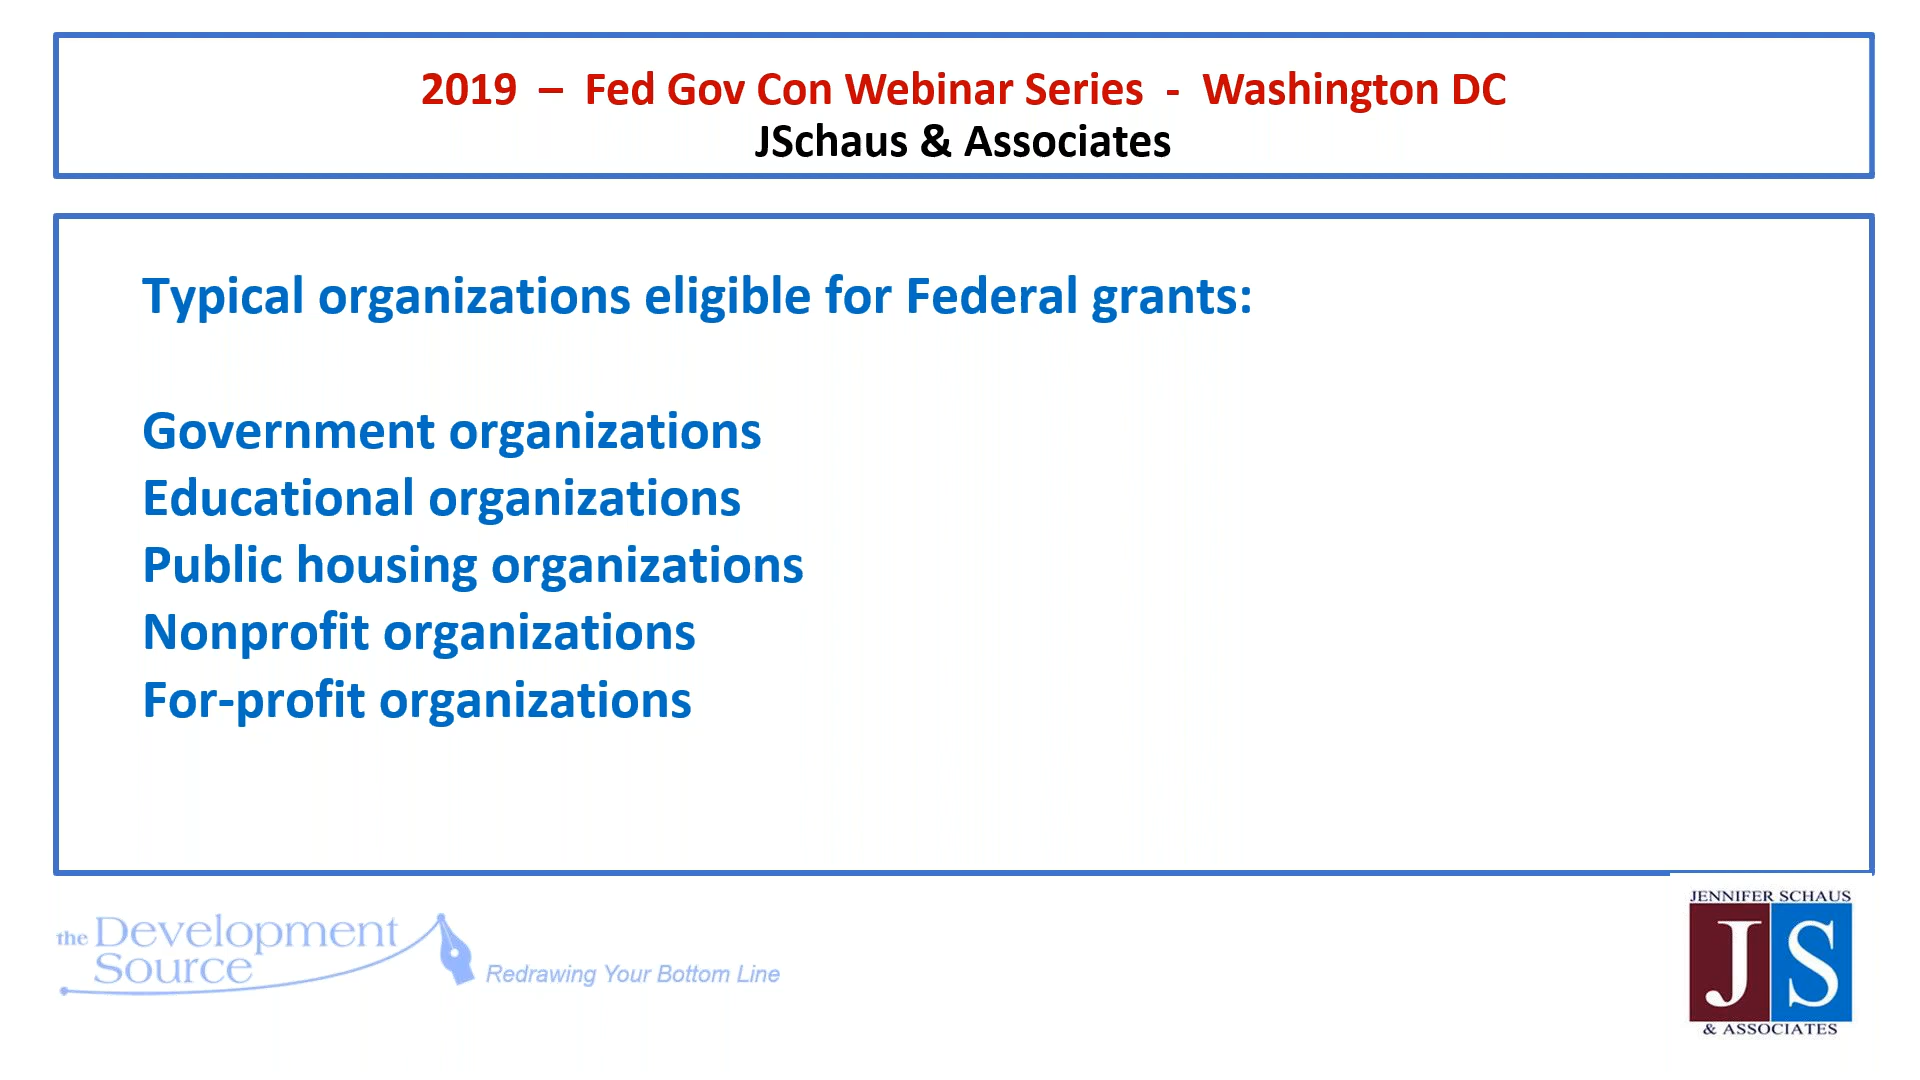 2019 – Fed Gov Con Webinar Series - Washington DC
JSchaus & Associates
Typical organizations eligible for Federal grants:
Government organizations
Educational organizations
Public housing organizations
Nonprofit organizations
For-profit organizations
the Development
Source
Redrawing Your Bottom Line
JENNIFER SCHAUS
JS
& ASSOCIATES